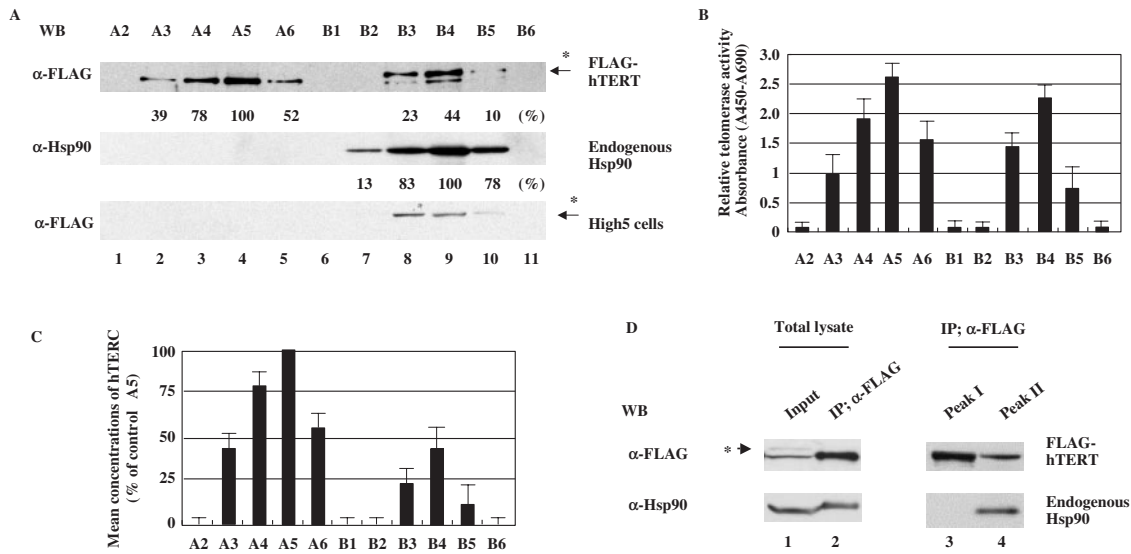 A
WB A2 A3 A4 A5 A6 B1 B2 B3 B4 B5 B6
α-FLAG * FLAG-
hTERT
39 78 100 52 23 44 10 (%)
α-Hsp90 Endogenous
Hsp90
13 83 100 78 (%)
α-FLAG * High5 cells
1 2 3 4 5 6 7 8 9 10 11
B
Relative telomerase activity
Absorbance (A450-A690)
3.0
2.5
2.0
1.5
1
0.5
0
A2 A3 A4 A5 A6 B1 B2 B3 B4 B5 B6
C
Mean concentrations of hTERC
(% of control A5)
100
75
50
25
0
A2 A3 A4 A5 A6 B1 B2 B3 B4 B5 B6
D
Total lysate IP; α-FLAG
WB Input IP; α-FLAG Peak I Peak II
α-FLAG * FLAG-
hTERT
α-Hsp90 Endogenous
Hsp90
1 2 3 4